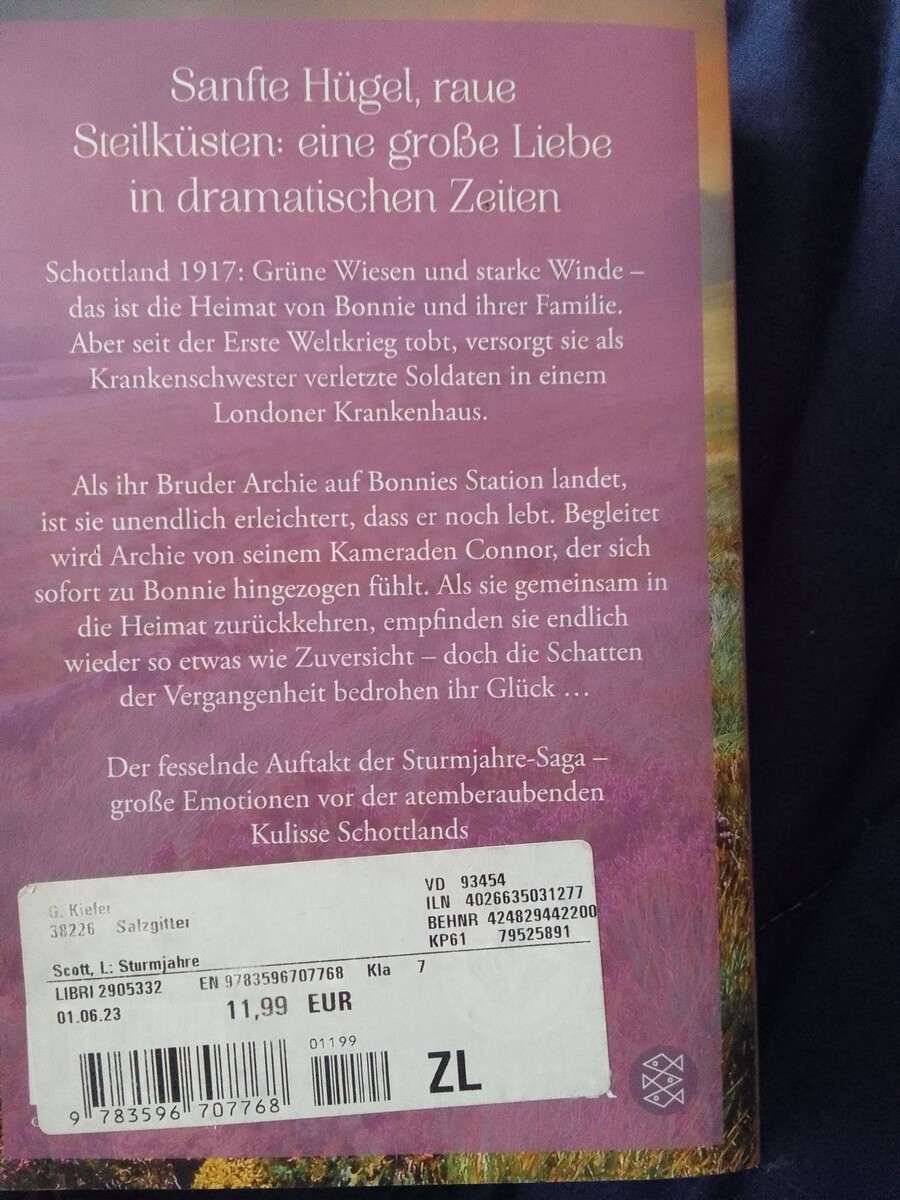 Sanfte Hügel, raue
Steilküsten: eine große Liebe
in dramatischen Zeiten
Schottland 1917: Grüne Wiesen und starke Winde –
das ist die Heimat von Bonnie und ihrer Familie.
Aber seit der Erste Weltkrieg tobt, versorgt sie als
Krankenschwester verletzte Soldaten in einem
Londoner Krankenhaus.
Als ihr Bruder Archie auf Bonnies Station landet,
ist sie unendlich erleichtert, dass er noch lebt. Begleitet
wird Archie von seinem Kameraden Connor, der sich
sofort zu Bonnie hingezogen fühlt. Als sie gemeinsam in
die Heimat zurückkehren, empfinden sie endlich
wieder so etwas wie Zuversicht – doch die Schatten
der Vergangenheit bedrohen ihr Glück …
Der fesselnde Auftakt der Sturmjahre-Saga –
große Emotionen vor der atemberaubenden
Kulisse Schottlands
G. Kiefer
38226 Salzgitter
VD 93454
ILN 4026635031277
BEHNR 424829442200
KP61 79525891
Scott, L: Sturmjahre
LIBRI 2905332 EN 9783596707768 Kla 7
01.06.23 11,99 EUR
01199
ZL
9 783596 707768